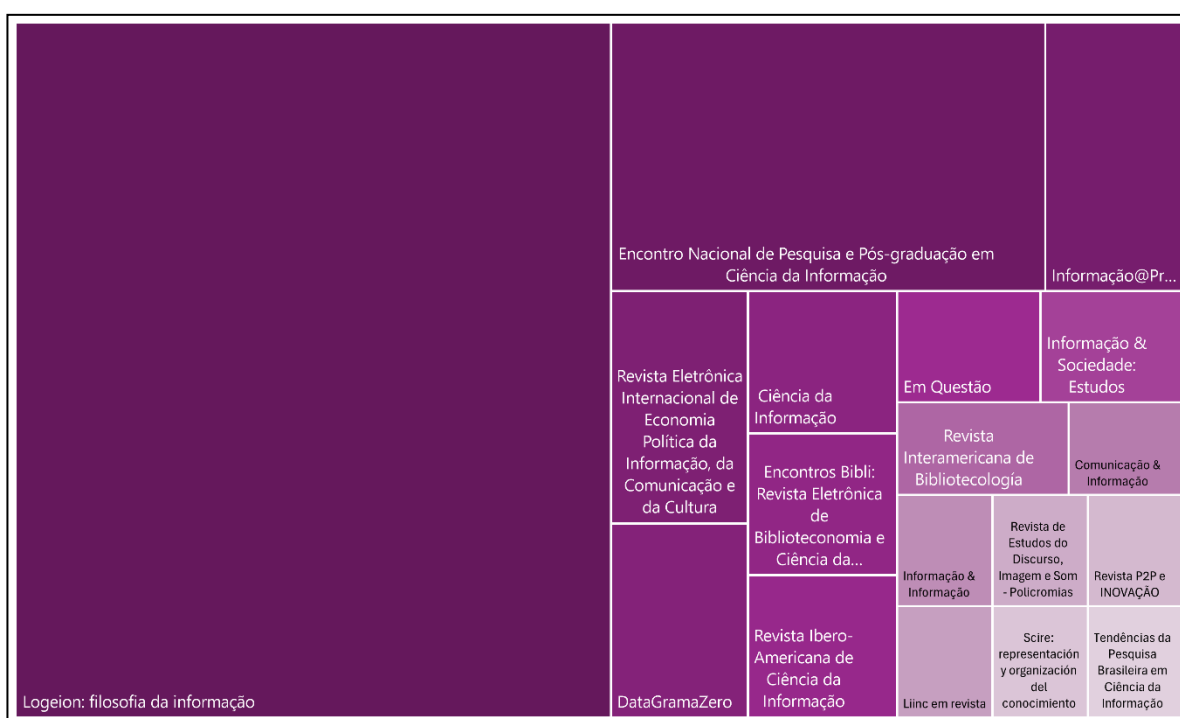 Logeion: filosofia da informação
Encontro Nacional de Pesquisa e Pós-graduação em
Ciência da Informação
Informação@Pr...
Revista Eletrônica
Internacional de
Economia
Política da
Informação, da
Comunicação e
da Cultura
DataGramaZero
Ciência da
Informação
Encontros Bibli:
Revista Eletrônica
de
Biblioteconomia e
Ciência da...
Revista Ibero-
Americana de
Ciência da
Informação
Em Questão
Informação &
Sociedade:
Estudos
Revista
Interamericana de
Bibliotecología
Comunicação &
Informação
Informação &
Informação
Revista de
Estudos do
Discurso,
Imagem e Som
- Policromias
Revista P2P e
INOVAÇÃO
Liinc em revista
Scire:
representación
y organización
del
conocimiento
Tendências da
Pesquisa
Brasileira em
Ciência da
Informação